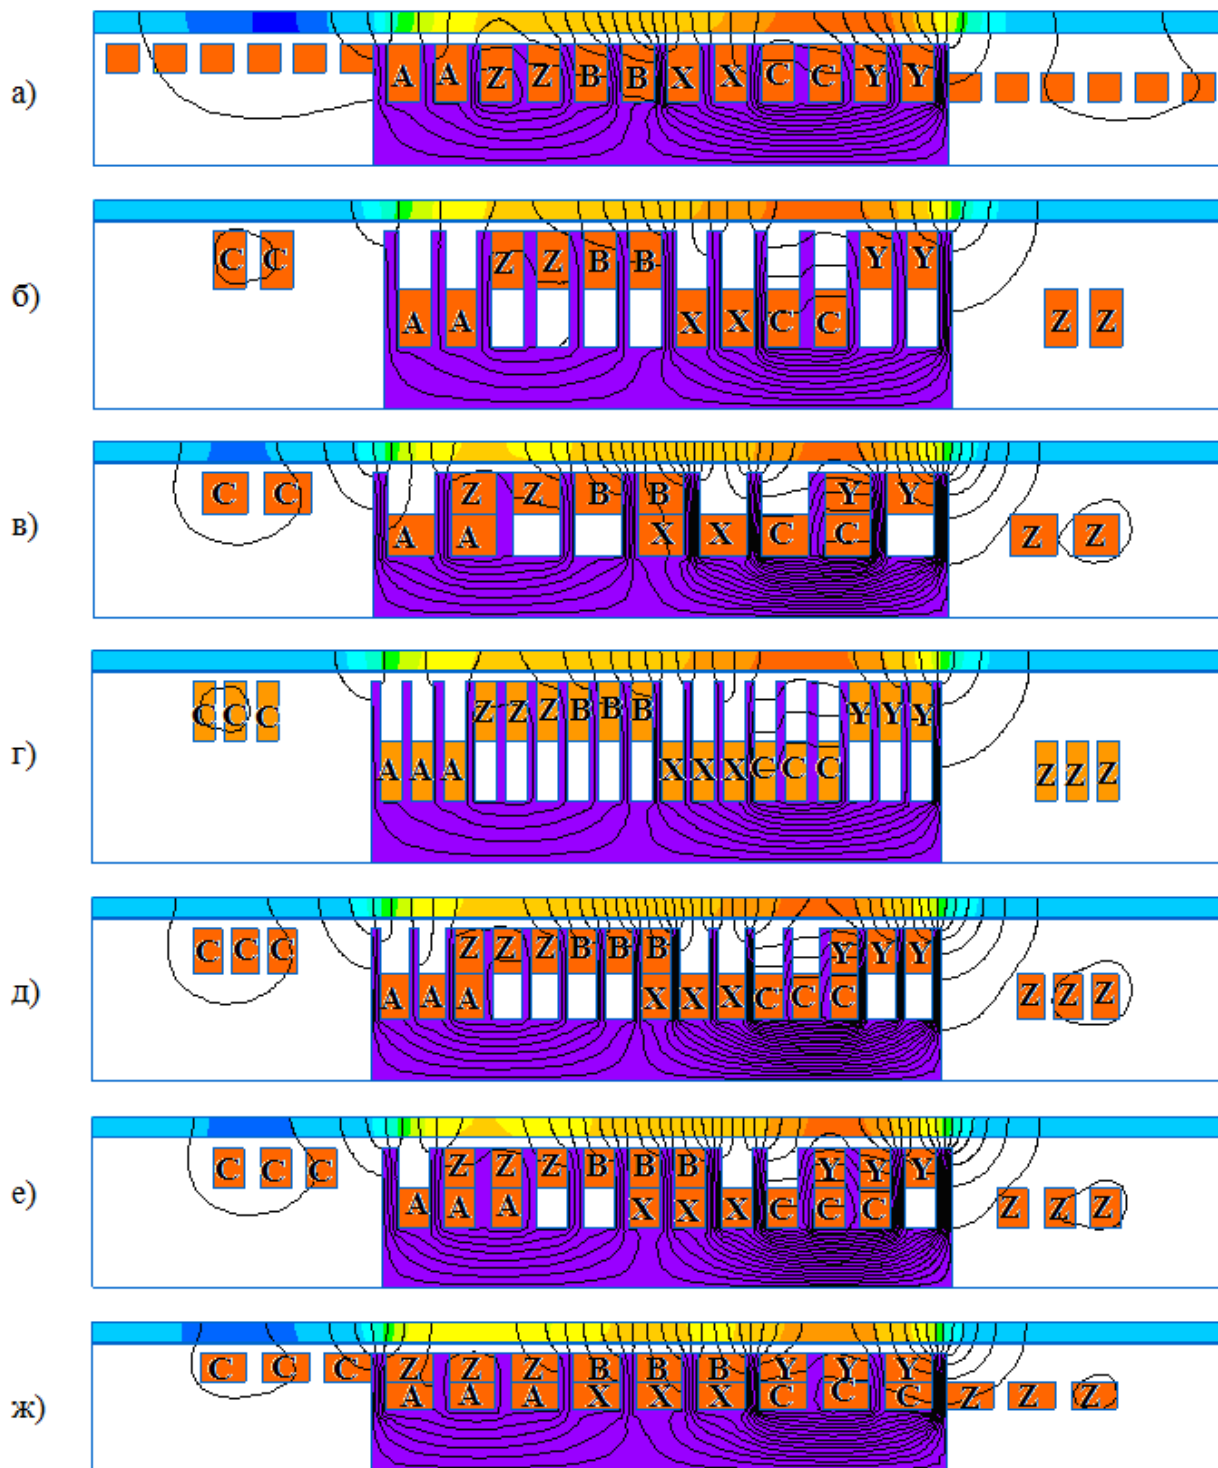 а)
A A Z Z B B X X C C Y Y
б)
C C Z Z B B Y Y
A A X X C C Z Z
в)
C C Z Z B B Y Y
A A X X C C Z Z
г)
C C C Z Z Z B B B Y Y Y
A A A X X X C C C Z Z Z
д)
C C C Z Z Z B B B Y Y Y
A A A X X X C C C Z Z Z
е)
C C C Z Z Z B B B Y Y Y
A A A X X X C C C Z Z Z
ж)
C C C Z Z Z B B B Y Y Y
A A A X X X C C C Z Z Z